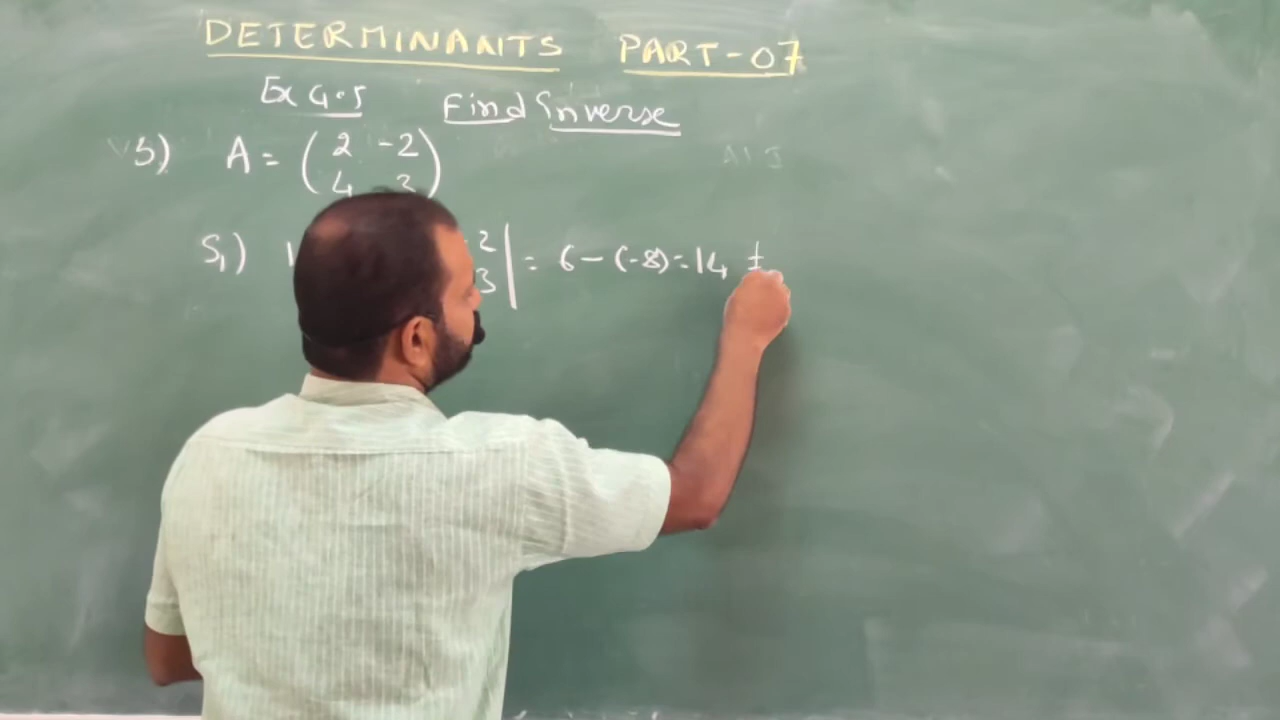 DETERMINANTS PART-07
Ex 4.5 Find Inverse
5) A = ( 2 -2
4 3 )
S₁) -2
3 | = 6 - (-8) = 14 ≠